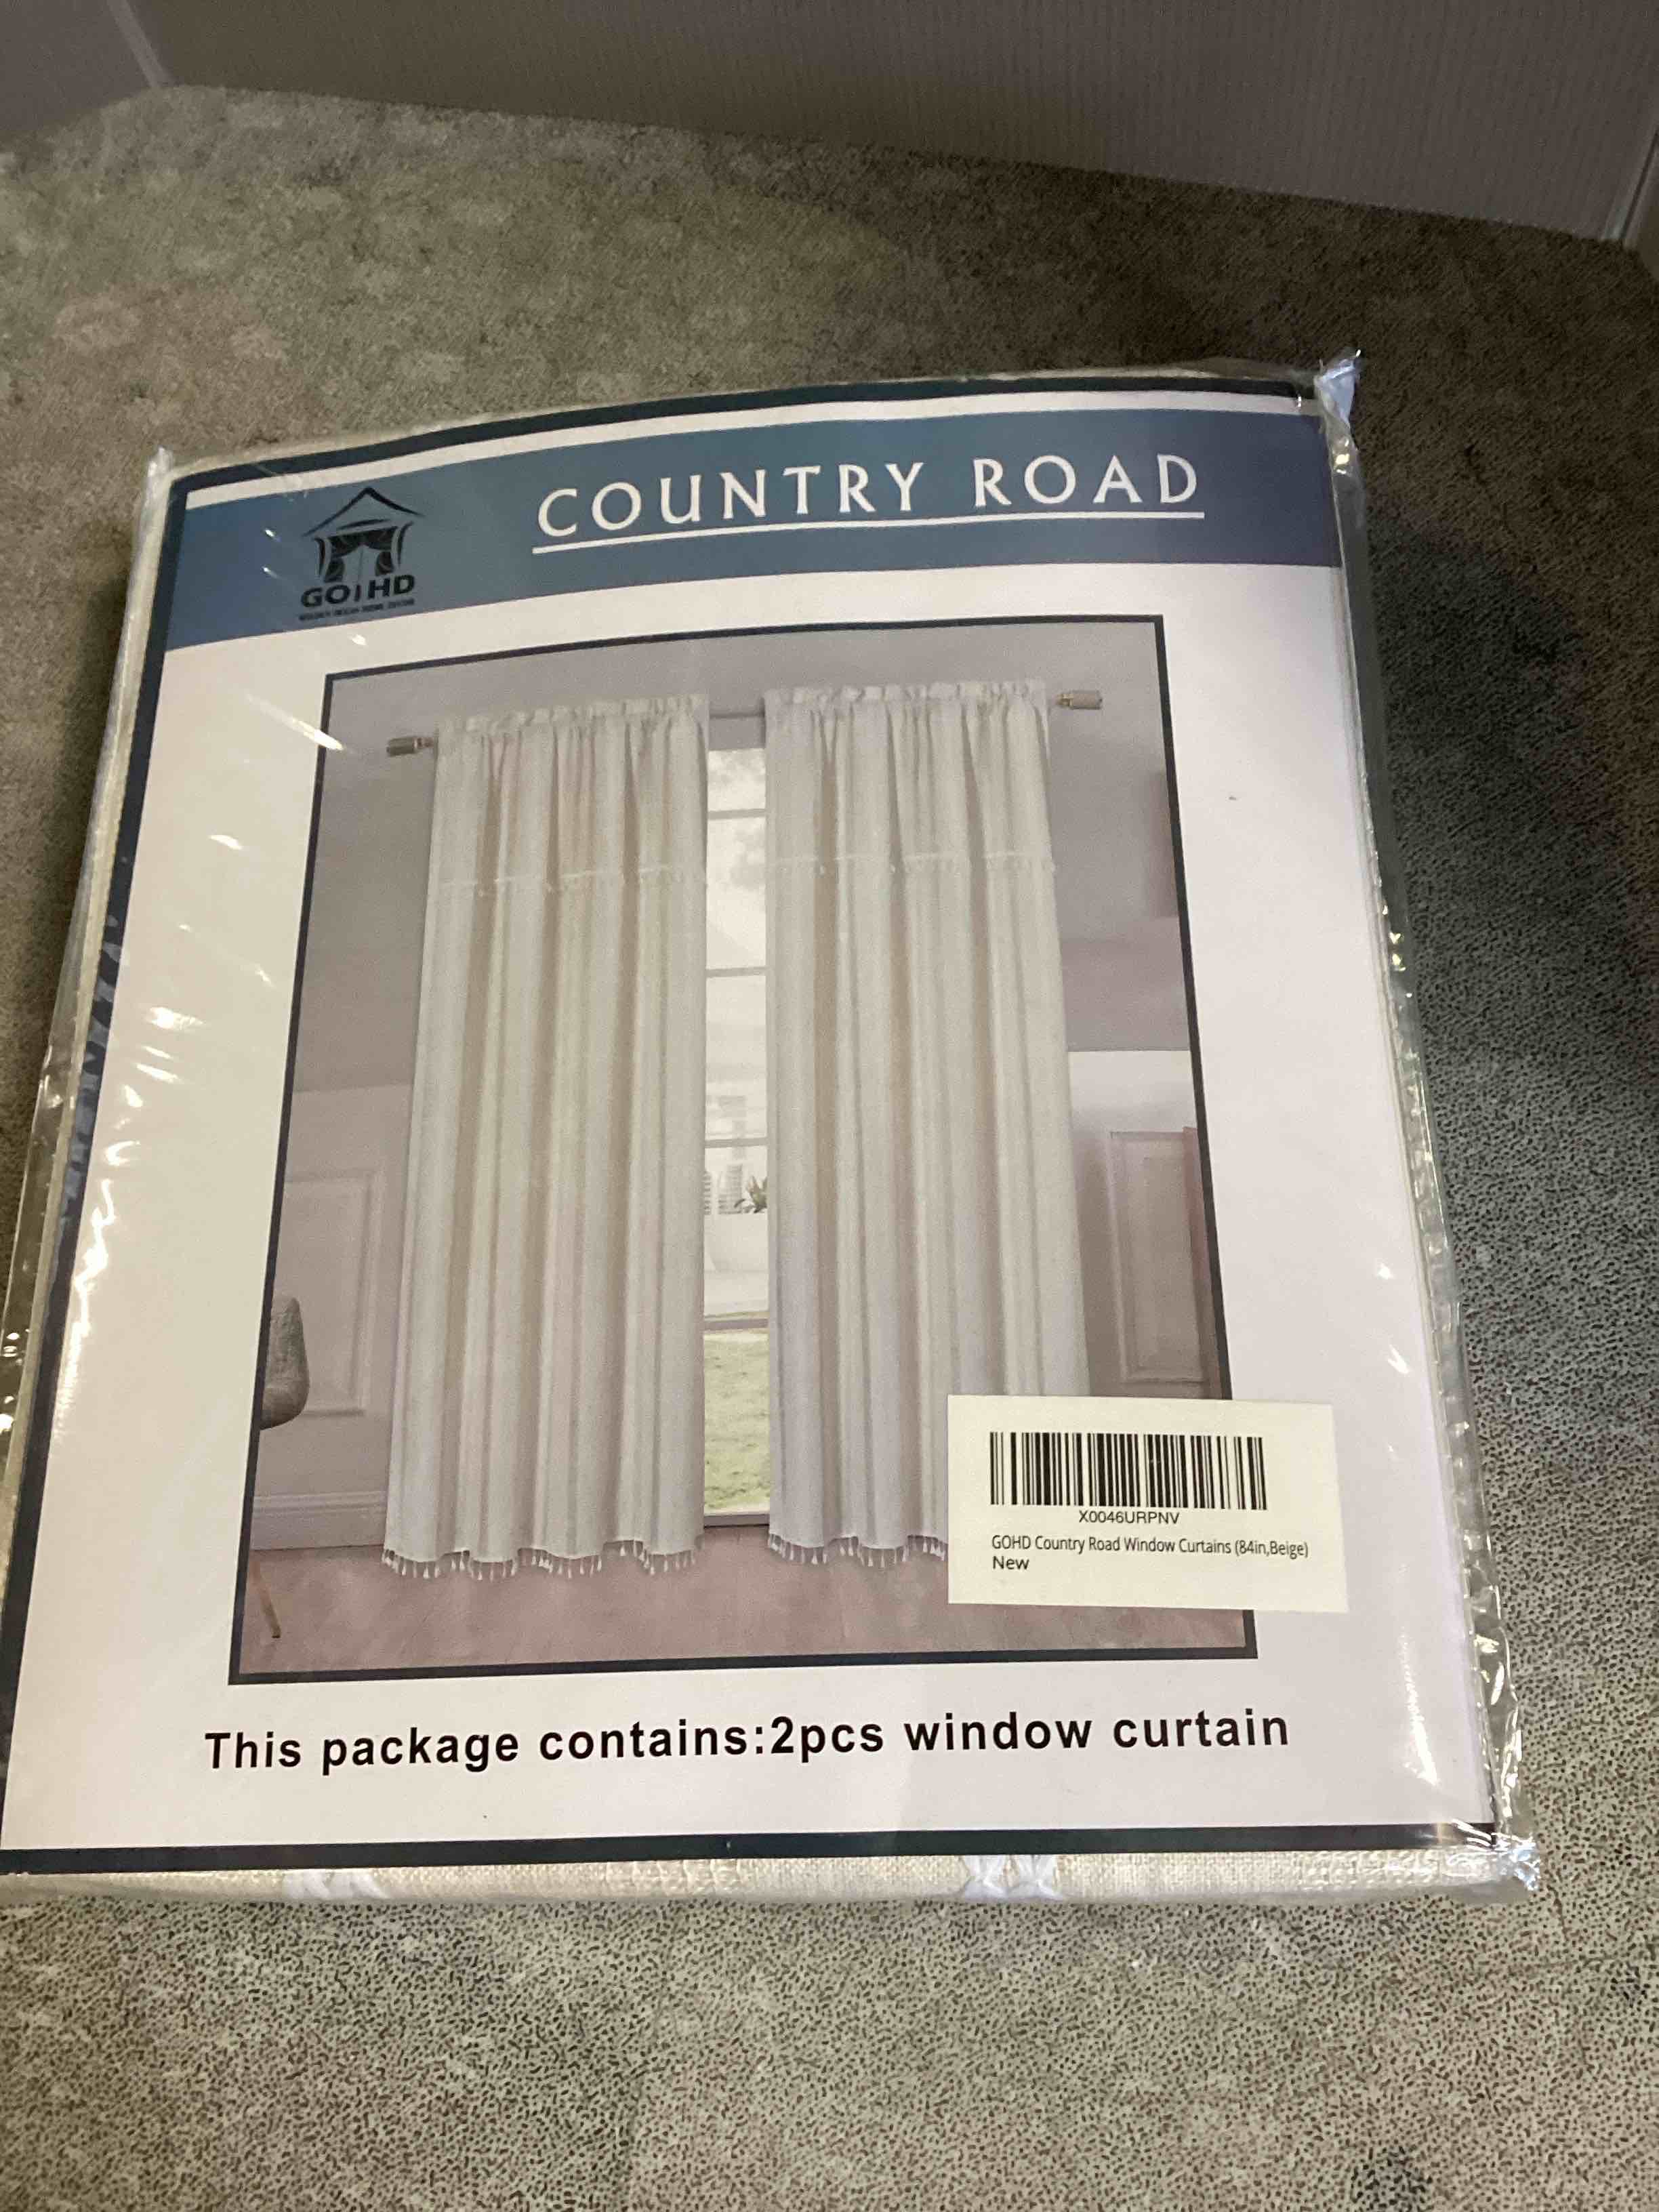 COUNTRY ROAD
GOHD
X0046URPNV
GOHD Country Road Window Curtains (84in,Beige)
New
This package contains:2pcs window curtain